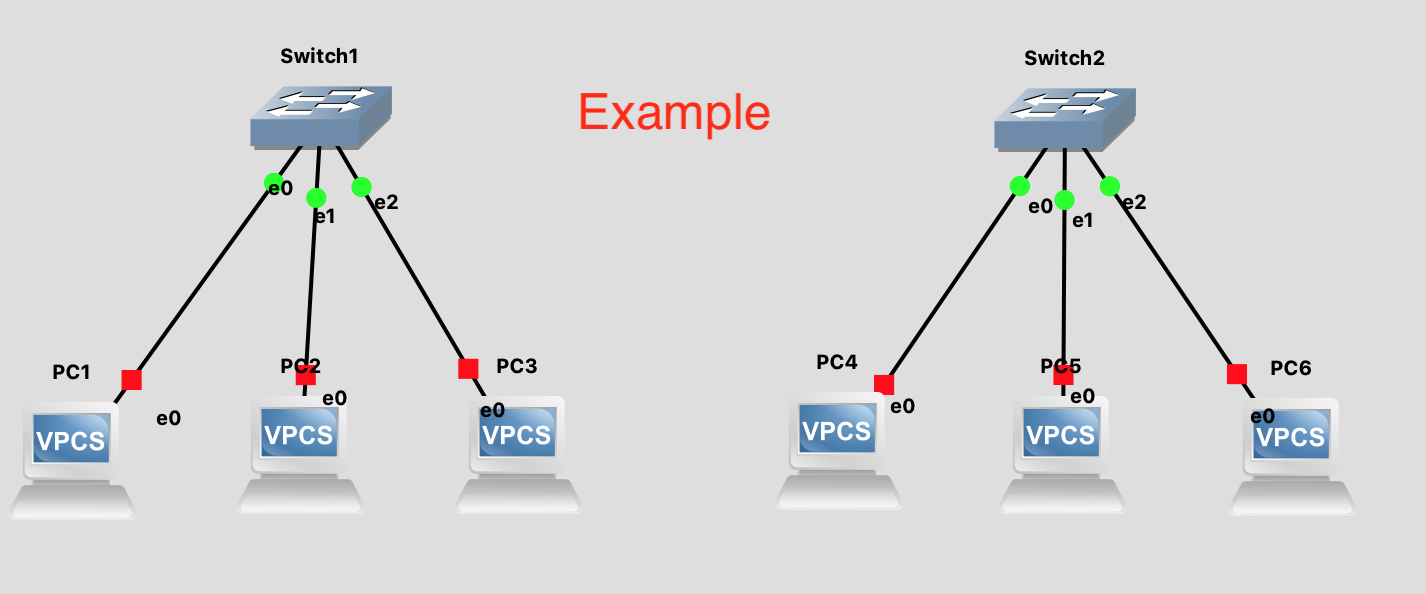 Switch1
Switch2
Example
e0
e1
e2
e0
e1
e2
PC1
PC2
PC3
PC4
PC5
PC6
e0
e0
e0
e0
e0
e0
VPCS
VPCS
VPCS
VPCS
VPCS
VPCS